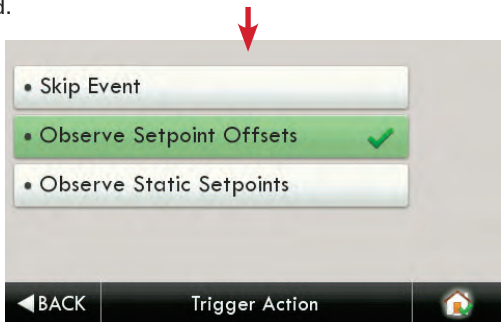 d.
• Skip Event
• Observe Setpoint Offsets
• Observe Static Setpoints
BACK Trigger Action